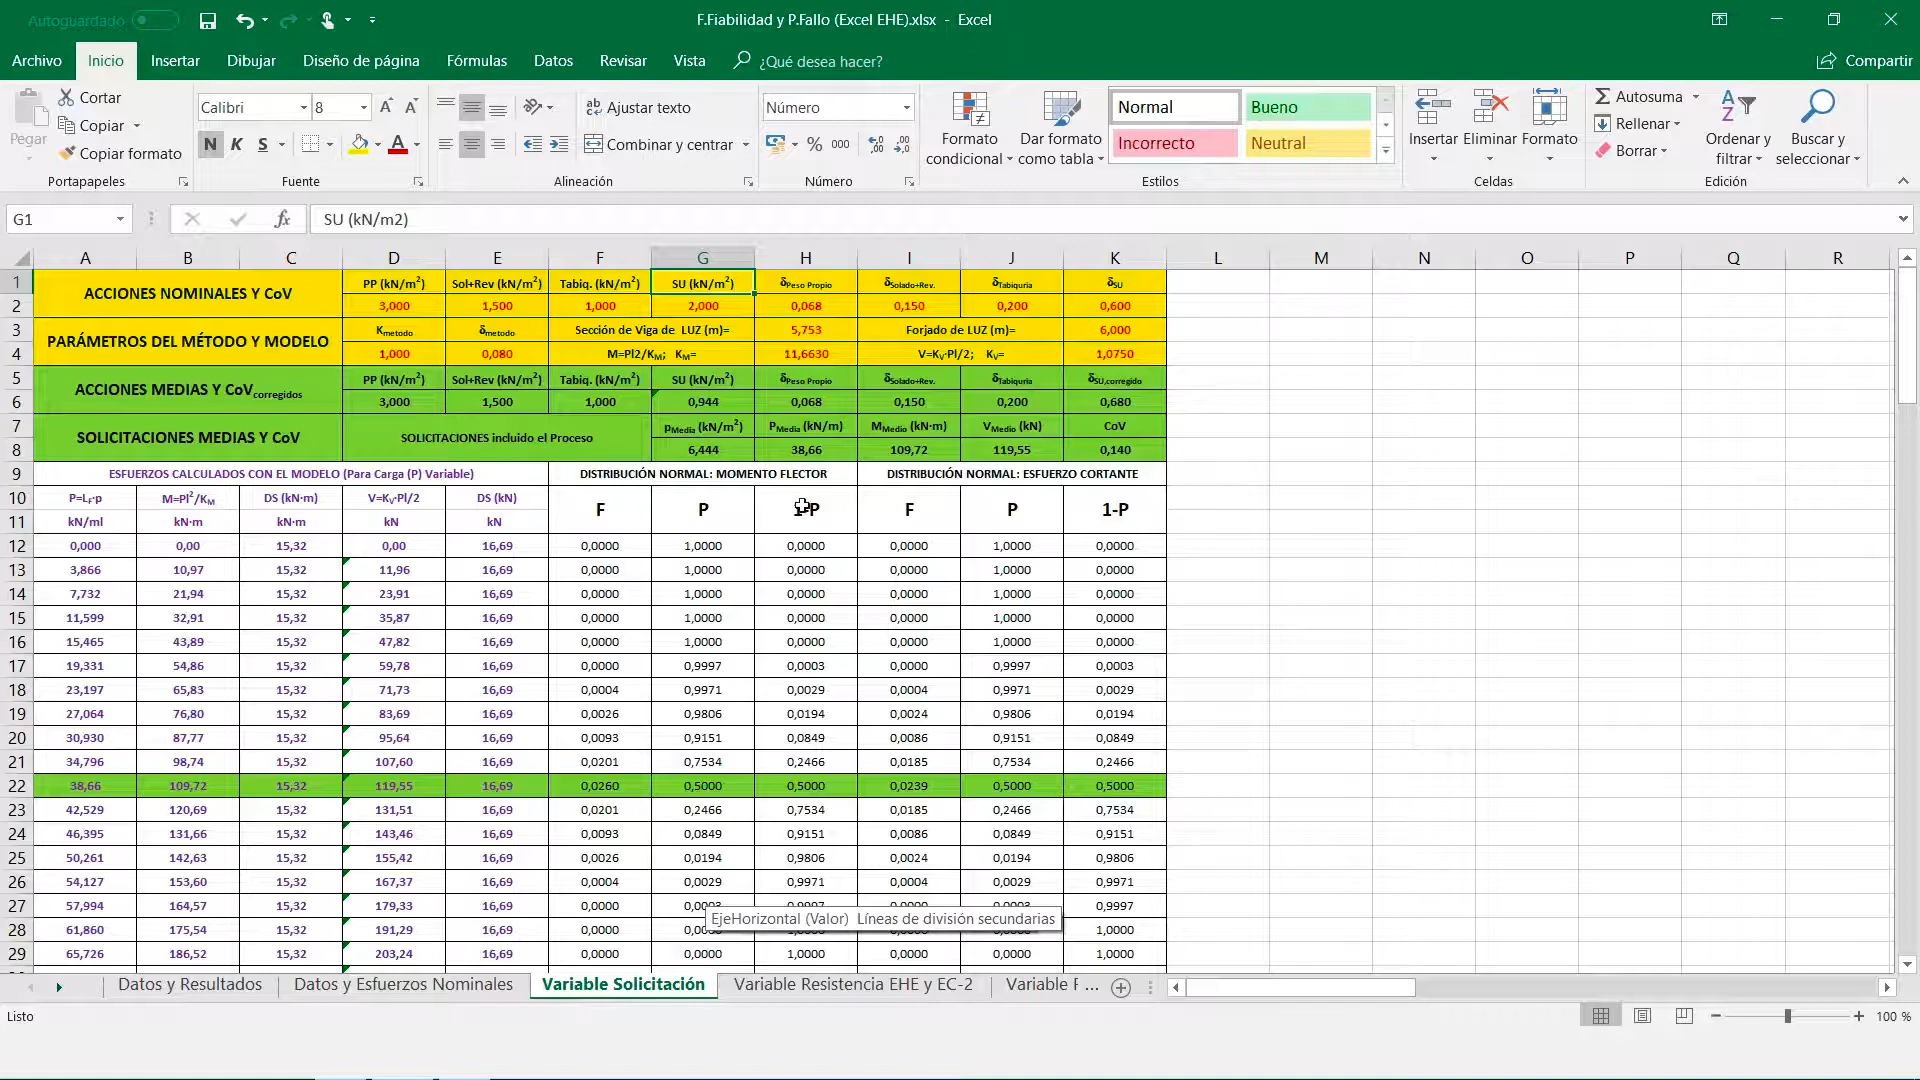 Autoguardado
F.Fiabilidad y P.Fallo (Excel EHE).xlsx - Excel
Archivo Inicio Insertar Dibujar Diseño de página Fórmulas Datos Revisar Vista ¿Qué desea hacer? Compartir
Pegar
Cortar
Copiar
Copiar formato
Portapapeles
Calibri 8
N K S
Fuente
Ajustar texto
Combinar y centrar
Alineación
Número
% 000
Número
Formato condicional
Dar formato como tabla
Normal Bueno
Incorrecto Neutral
Estilos
Insertar Eliminar Formato
Celdas
Autosuma
Rellenar
Borrar
Ordenar y filtrar
Buscar y seleccionar
Edición
G1 SU (kN/m2)
A B C D E F G H I J K L M N O P Q R
1 ACCIONES NOMINALES Y CoV PP (kN/m²) Sol+Rev (kN/m²) Tabiq. (kN/m²) SU (kN/m²) δPeso Propio δSolado+Rev. δTabiquria δSU
2 3,000 1,500 1,000 2,000 0,068 0,150 0,200 0,600
3 PARÁMETROS DEL MÉTODO Y MODELO Kmetodo δmetodo Sección de Viga de LUZ (m)= 5,753 Forjado de LUZ (m)= 6,000
4 1,000 0,080 M=Pl2/KM; KM= 11,6630 V=KV·Pl/2; KV= 1,0750
5 ACCIONES MEDIAS Y CoVcorregidos PP (kN/m²) Sol+Rev (kN/m²) Tabiq. (kN/m²) SU (kN/m²) δPeso Propio δSolado+Rev. δTabiquria δSU,corregido
6 3,000 1,500 1,000 0,944 0,068 0,150 0,200 0,680
7 SOLICITACIONES MEDIAS Y CoV SOLICITACIONES incluido el Proceso pMedia (kN/m²) PMedia (kN/m) MMedio (kN·m) VMedio (kN) CoV
8 6,444 38,66 109,72 119,55 0,140
9 ESFUERZOS CALCULADOS CON EL MODELO (Para Carga (P) Variable) DISTRIBUCIÓN NORMAL: MOMENTO FLECTOR DISTRIBUCIÓN NORMAL: ESFUERZO CORTANTE
10 P=LF·p M=Pl²/KM DS (kN·m) V=KV·Pl/2 DS (kN) F P 1-P F P 1-P
11 kN/ml kN·m kN·m kN kN
12 0,000 0,00 15,32 0,00 16,69 0,0000 1,0000 0,0000 0,0000 1,0000 0,0000
13 3,866 10,97 15,32 11,96 16,69 0,0000 1,0000 0,0000 0,0000 1,0000 0,0000
14 7,732 21,94 15,32 23,91 16,69 0,0000 1,0000 0,0000 0,0000 1,0000 0,0000
15 11,599 32,91 15,32 35,87 16,69 0,0000 1,0000 0,0000 0,0000 1,0000 0,0000
16 15,465 43,89 15,32 47,82 16,69 0,0000 1,0000 0,0000 0,0000 1,0000 0,0000
17 19,331 54,86 15,32 59,78 16,69 0,0000 0,9997 0,0003 0,0000 0,9997 0,0003
18 23,197 65,83 15,32 71,73 16,69 0,0004 0,9971 0,0029 0,0004 0,9971 0,0029
19 27,064 76,80 15,32 83,69 16,69 0,0026 0,9806 0,0194 0,0024 0,9806 0,0194
20 30,930 87,77 15,32 95,64 16,69 0,0093 0,9151 0,0849 0,0086 0,9151 0,0849
21 34,796 98,74 15,32 107,60 16,69 0,0201 0,7534 0,2466 0,0185 0,7534 0,2466
22 38,66 109,72 15,32 119,55 16,69 0,0260 0,5000 0,5000 0,0239 0,5000 0,5000
23 42,529 120,69 15,32 131,51 16,69 0,0201 0,2466 0,7534 0,0185 0,2466 0,7534
24 46,395 131,66 15,32 143,46 16,69 0,0093 0,0849 0,9151 0,0086 0,0849 0,9151
25 50,261 142,63 15,32 155,42 16,69 0,0026 0,0194 0,9806 0,0024 0,0194 0,9806
26 54,127 153,60 15,32 167,37 16,69 0,0004 0,0029 0,9971 0,0004 0,0029 0,9971
27 57,994 164,57 15,32 179,33 16,69 0,0000 0,9997
EjeHorizontal (Valor) Líneas de división secundarias
28 61,860 175,54 15,32 191,29 16,69 0,0000 1,0000
29 65,726 186,52 15,32 203,24 16,69 0,0000 0,0000 1,0000 0,0000 0,0000 1,0000
Datos y Resultados Datos y Esfuerzos Nominales Variable Solicitación Variable Resistencia EHE y EC-2 Variable F ...
Listo 100 %